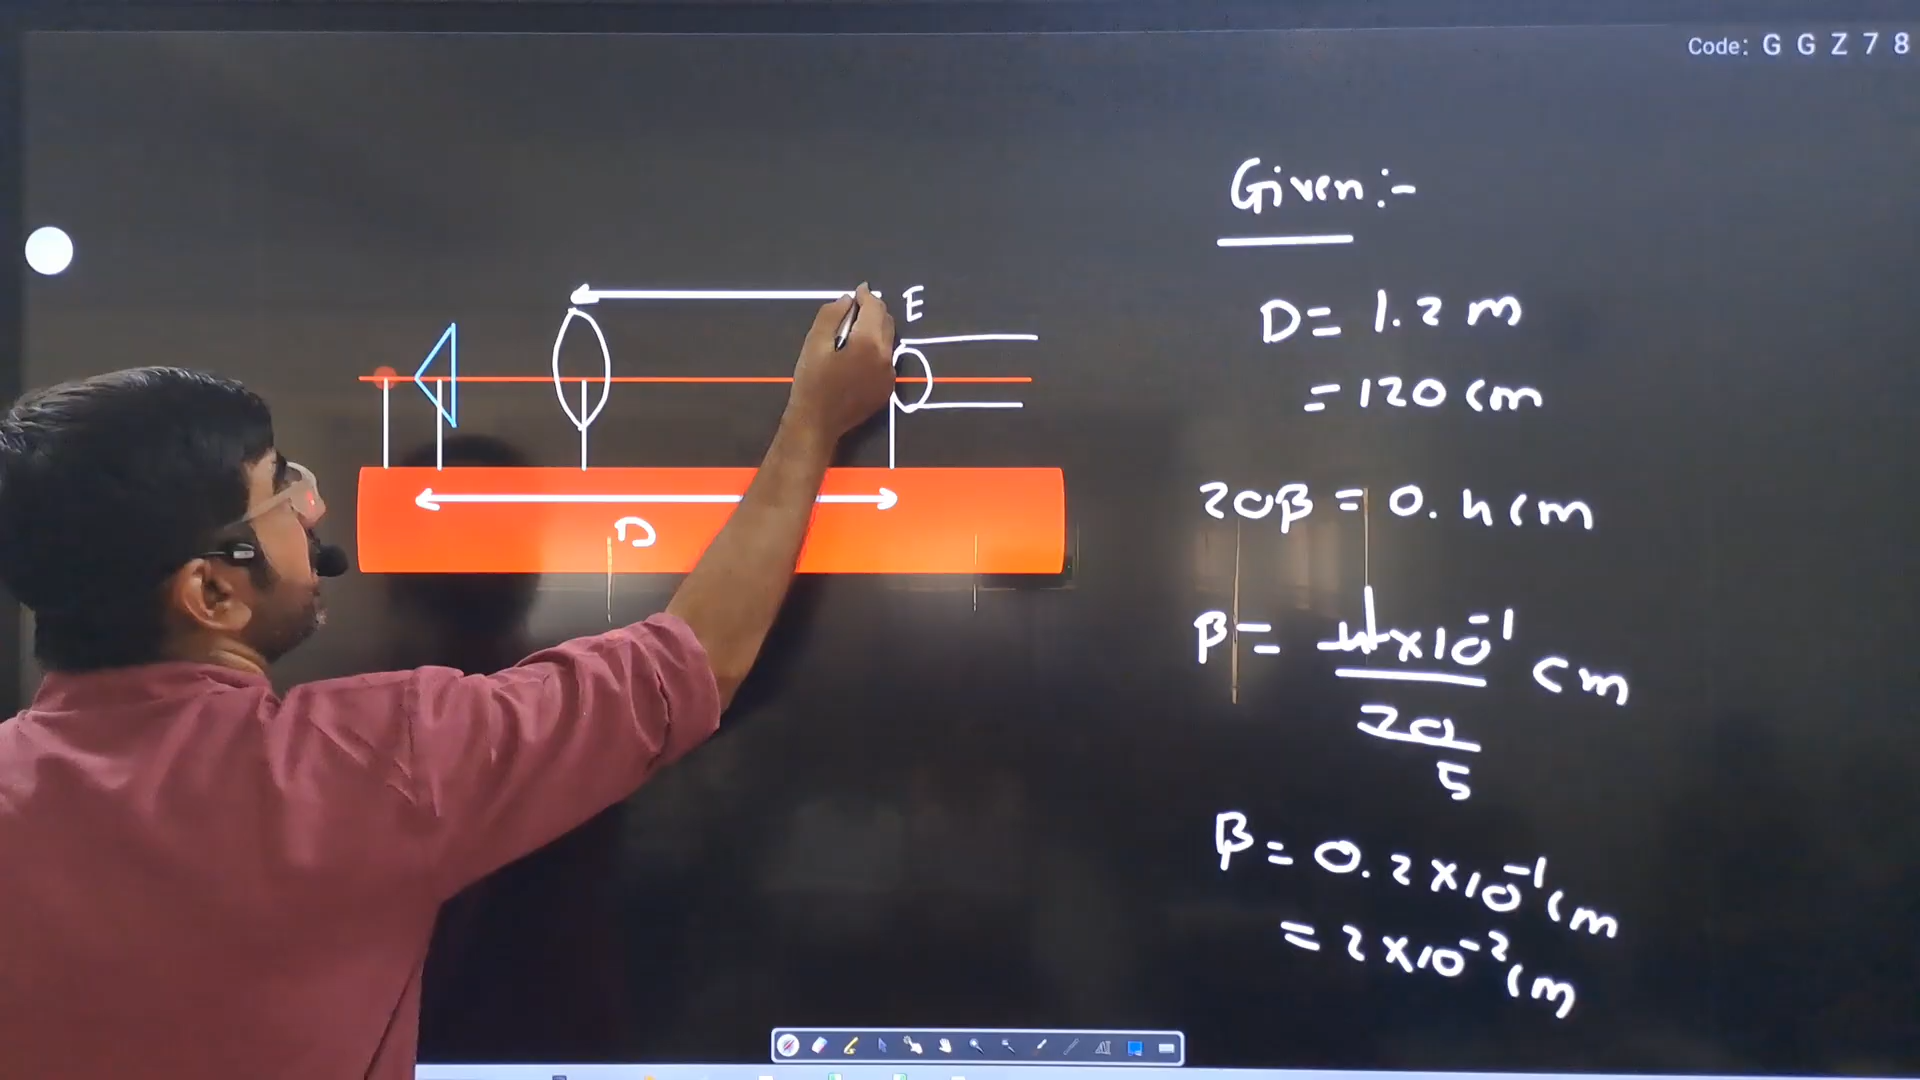 Code: G G Z 7 8
E
D
Given:-
D = 1.2 m
= 120 cm
20β = 0.4 cm
β = 4×10⁻¹ cm
20
5
β = 0.2×10⁻¹ cm
= 2×10⁻² cm